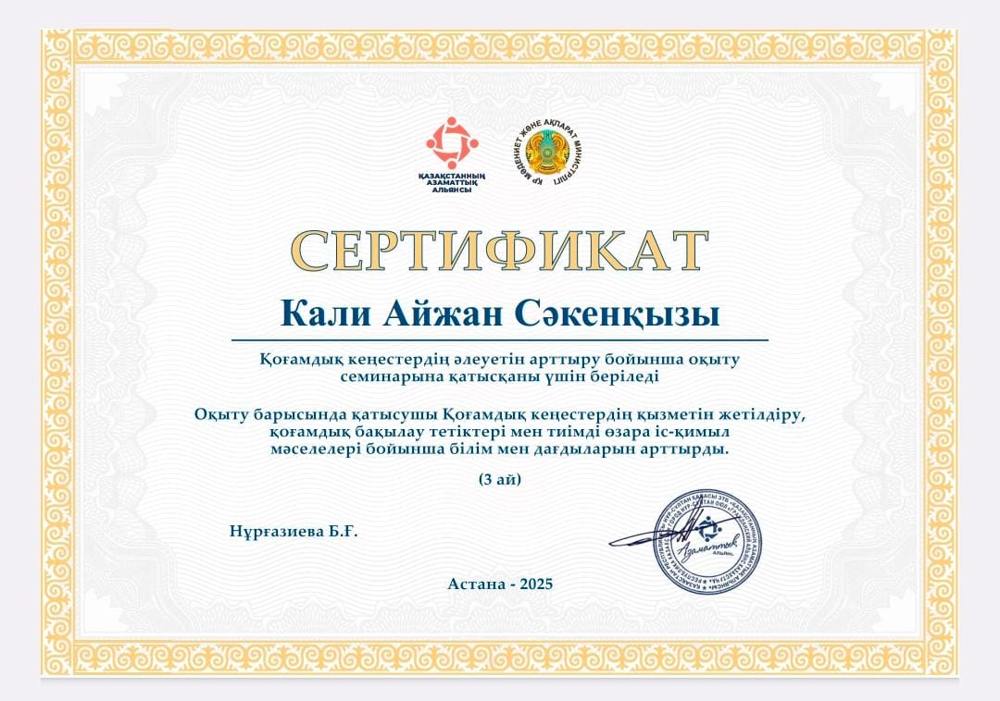 ҚАЗАҚСТАННЫҢ
АЗАМАТТЫҚ
АЛЬЯНСЫ
ҚР МӘДЕНИЕТ ЖӘНЕ АҚПАРАТ МИНИСТРЛІГІ
СЕРТИФИКАТ
Кали Айжан Сәкенқызы
Қоғамдық кеңестердің әлеуетін арттыру бойынша оқыту
семинарына қатысқаны үшін беріледі
Оқыту барысында қатысушы Қоғамдық кеңестердің қызметін жетілдіру,
қоғамдық бақылау тетіктері мен тиімді өзара іс-қимыл
мәселелері бойынша білім мен дағдыларын арттырды.
(3 ай)
Нұрғазиева Б.Ғ.
Азаматтық
Астана - 2025